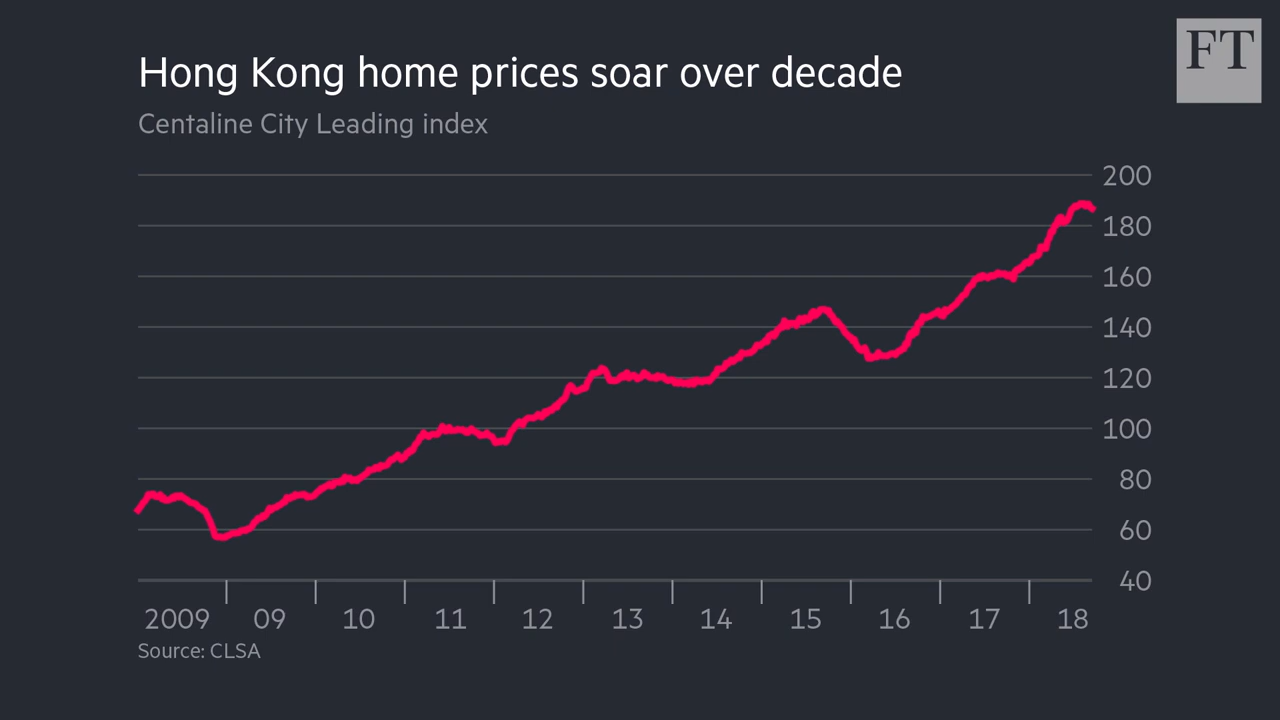 FT
Hong Kong home prices soar over decade
Centaline City Leading index
200
180
160
140
120
100
80
60
40
2009 09 10 11 12 13 14 15 16 17 18
Source: CLSA